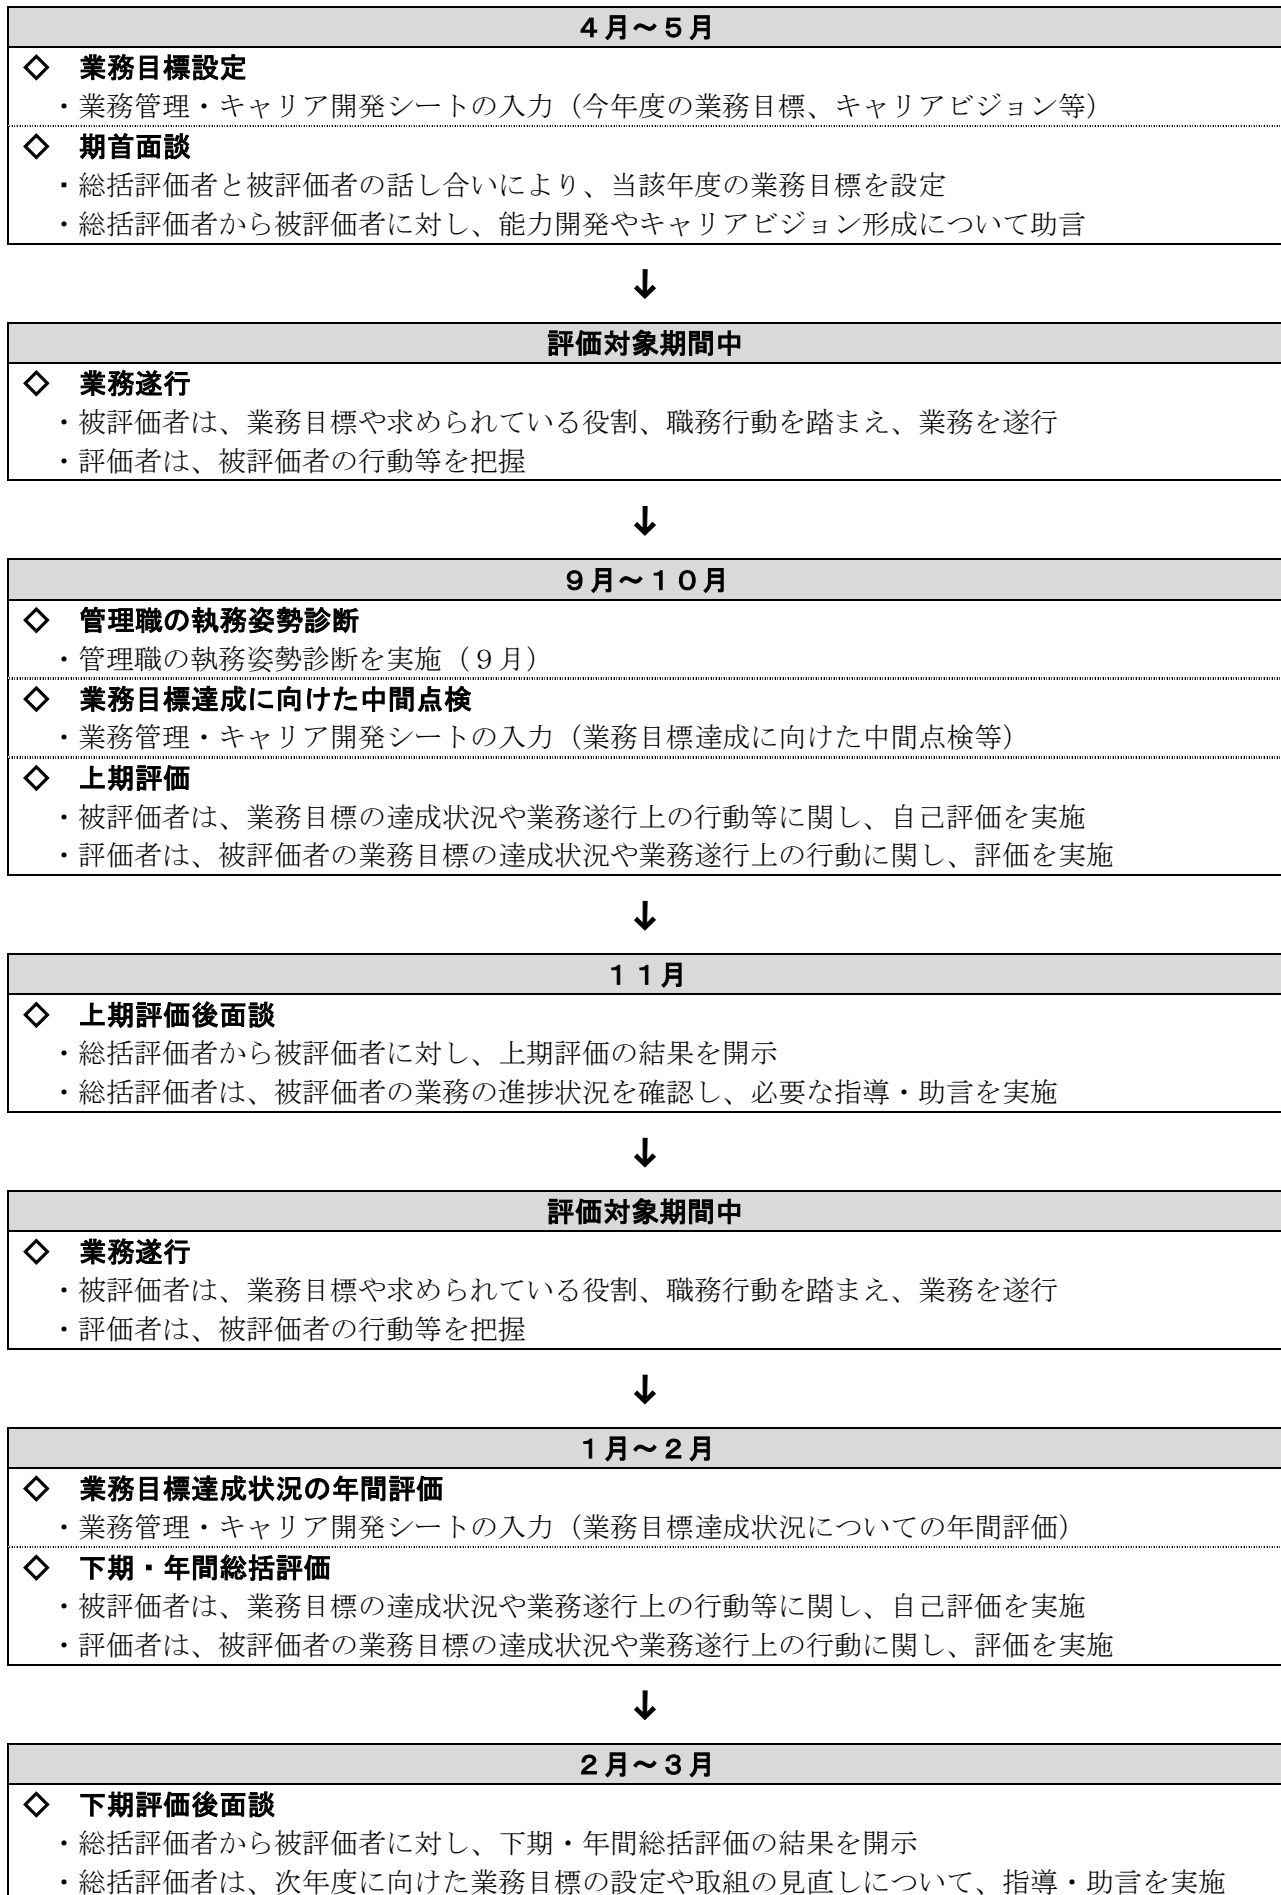 ４月～５月
◇　業務目標設定
・業務管理・キャリア開発シートの入力（今年度の業務目標、キャリアビジョン等）
◇　期首面談
・総括評価者と被評価者の話し合いにより、当該年度の業務目標を設定
・総括評価者から被評価者に対し、能力開発やキャリアビジョン形成について助言
↓
評価対象期間中
◇　業務遂行
・被評価者は、業務目標や求められている役割、職務行動を踏まえ、業務を遂行
・評価者は、被評価者の行動等を把握
↓
９月～１０月
◇　管理職の執務姿勢診断
・管理職の執務姿勢診断を実施（９月）
◇　業務目標達成に向けた中間点検
・業務管理・キャリア開発シートの入力（業務目標達成に向けた中間点検等）
◇　上期評価
・被評価者は、業務目標の達成状況や業務遂行上の行動等に関し、自己評価を実施
・評価者は、被評価者の業務目標の達成状況や業務遂行上の行動に関し、評価を実施
↓
１１月
◇　上期評価後面談
・総括評価者から被評価者に対し、上期評価の結果を開示
・総括評価者は、被評価者の業務の進捗状況を確認し、必要な指導・助言を実施
↓
評価対象期間中
◇　業務遂行
・被評価者は、業務目標や求められている役割、職務行動を踏まえ、業務を遂行
・評価者は、被評価者の行動等を把握
↓
１月～２月
◇　業務目標達成状況の年間評価
・業務管理・キャリア開発シートの入力（業務目標達成状況についての年間評価）
◇　下期・年間総括評価
・被評価者は、業務目標の達成状況や業務遂行上の行動等に関し、自己評価を実施
・評価者は、被評価者の業務目標の達成状況や業務遂行上の行動に関し、評価を実施
↓
２月～３月
◇　下期評価後面談
・総括評価者から被評価者に対し、下期・年間総括評価の結果を開示
・総括評価者は、次年度に向けた業務目標の設定や取組の見直しについて、指導・助言を実施